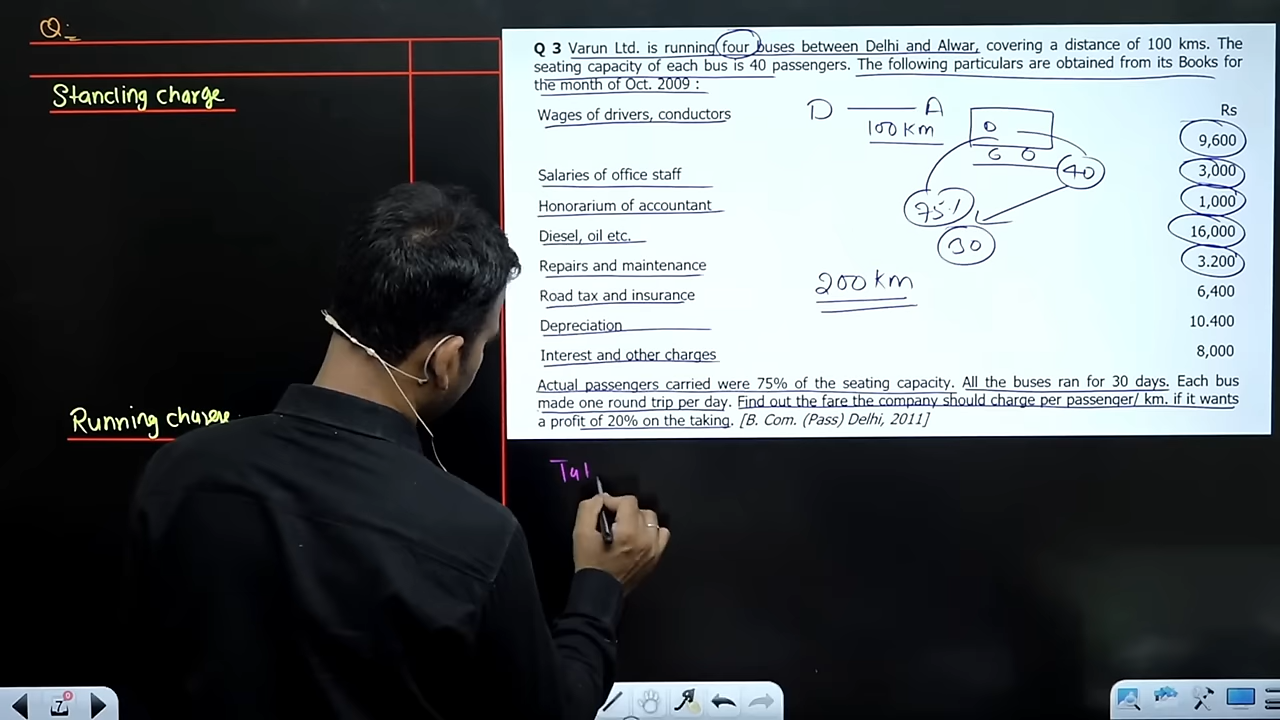 Q:-
Standing charge
Running charge
Q 3 Varun Ltd. is running four buses between Delhi and Alwar, covering a distance of 100 kms. The
seating capacity of each bus is 40 passengers. The following particulars are obtained from its Books for
the month of Oct. 2009 :
D A
100 km
Rs
Wages of drivers, conductors 9,600
Salaries of office staff 3,000
40
Honorarium of accountant 1,000
75%
Diesel, oil etc. 16,000
30
Repairs and maintenance 3.200
200 km
Road tax and insurance 6,400
Depreciation 10.400
Interest and other charges 8,000
Actual passengers carried were 75% of the seating capacity. All the buses ran for 30 days. Each bus
made one round trip per day. Find out the fare the company should charge per passenger/ km. if it wants
a profit of 20% on the taking. [B. Com. (Pass) Delhi, 2011]
Tal
7